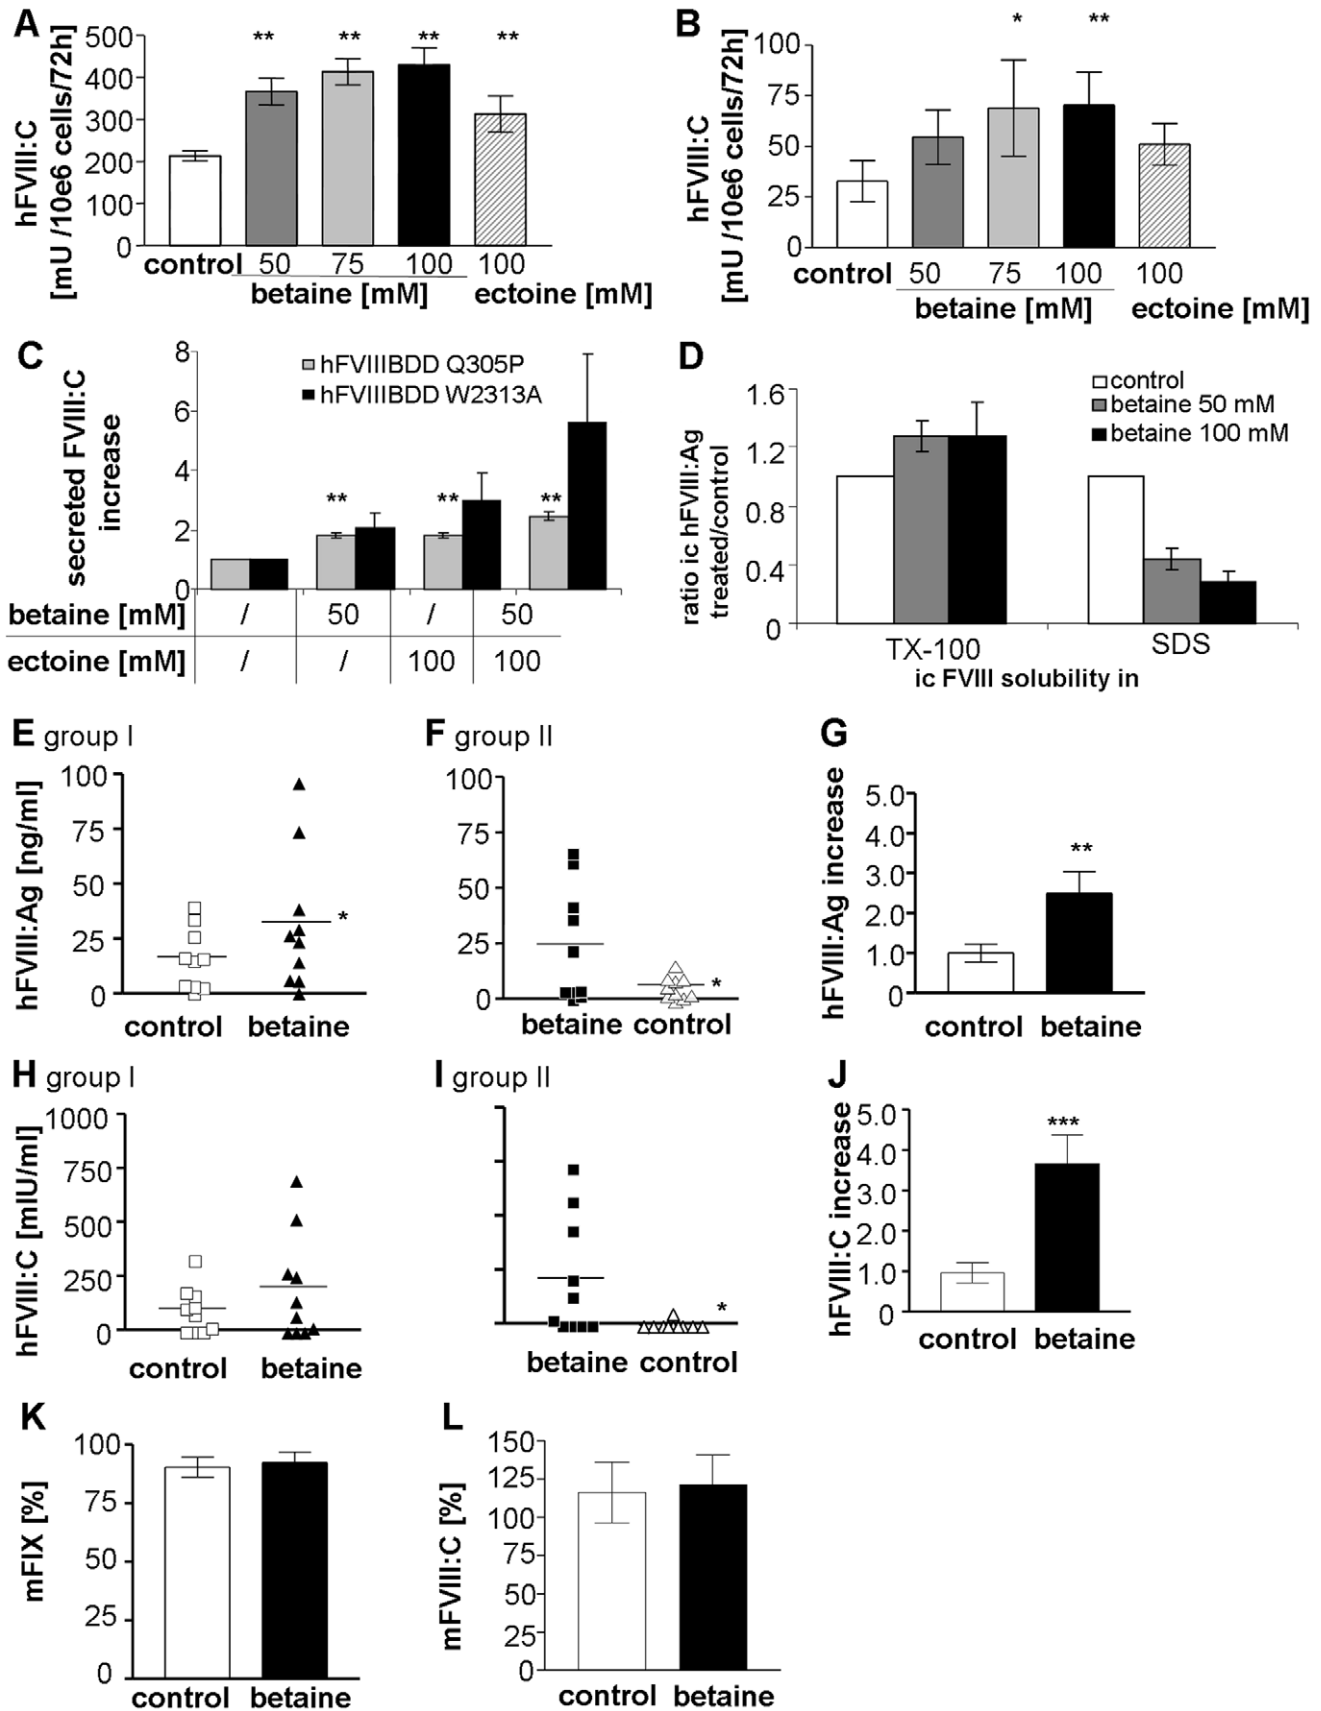 A
hFVIII:C
[mU /10e6 cells/72h]
500
400
300
200
100
0
** ** ** **
control 50 75 100 100
betaine [mM] ectoine [mM]
B
hFVIII:C
[mU /10e6 cells/72h]
100
75
50
25
0
* **
control 50 75 100 100
betaine [mM] ectoine [mM]
C
secreted FVIII:C
increase
8
6
4
2
0
hFVIIIBDD Q305P
hFVIIIBDD W2313A
** ** **
betaine [mM] / 50 / 50
ectoine [mM] / / 100 100
D
ratio ic hFVIII:Ag
treated/control
1.6
1.2
0.8
0.4
0
control
betaine 50 mM
betaine 100 mM
TX-100 SDS
ic FVIII solubility in
E group I
hFVIII:Ag [ng/ml]
100
75
50
25
0
*
control betaine
F group II
100
75
50
25
0
*
betaine control
G
hFVIII:Ag increase
5.0
4.0
3.0
2.0
1.0
0
**
control betaine
H group I
hFVIII:C [mIU/ml]
1000
750
500
250
0
control betaine
I group II
*
betaine control
J
hFVIII:C increase
5.0
4.0
3.0
2.0
1.0
0
***
control betaine
K
mFIX [%]
100
75
50
25
0
control betaine
L
mFVIII:C [%]
150
125
100
75
50
25
0
control betaine